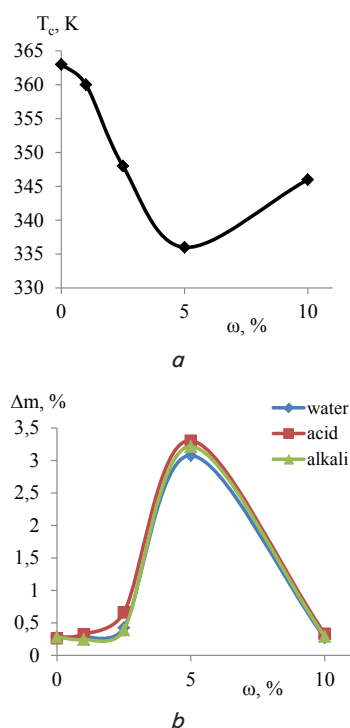 T_c, K
365
360
355
350
345
340
335
330
0
5
10
ω, %
a
Δm, %
water
acid
alkali
3,5
3
2,5
2
1,5
1
0,5
0
0
5
10
ω, %
b